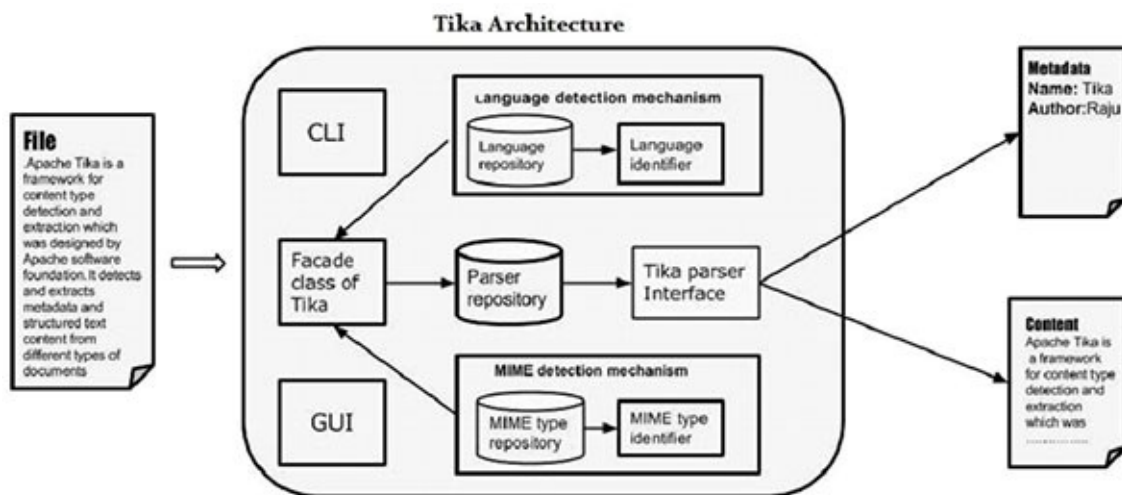 Tika Architecture
File
.Apache Tika is a
framework for
content type
detection and
extraction which
was designed by
Apache software
foundation. It detects
and extracts
metadata and
structured text
content from
different types of
documents
CLI
Language detection mechanism
Language
repository
Language
identifier
Facade
class of
Tika
Parser
repository
Tika parser
Interface
GUI
MIME detection mechanism
MIME type
repository
MIME type
identifier
Metadata
Name: Tika
Author:Raju
Content
Apache Tika is
a framework
for content type
detection and
extraction
which was
..............